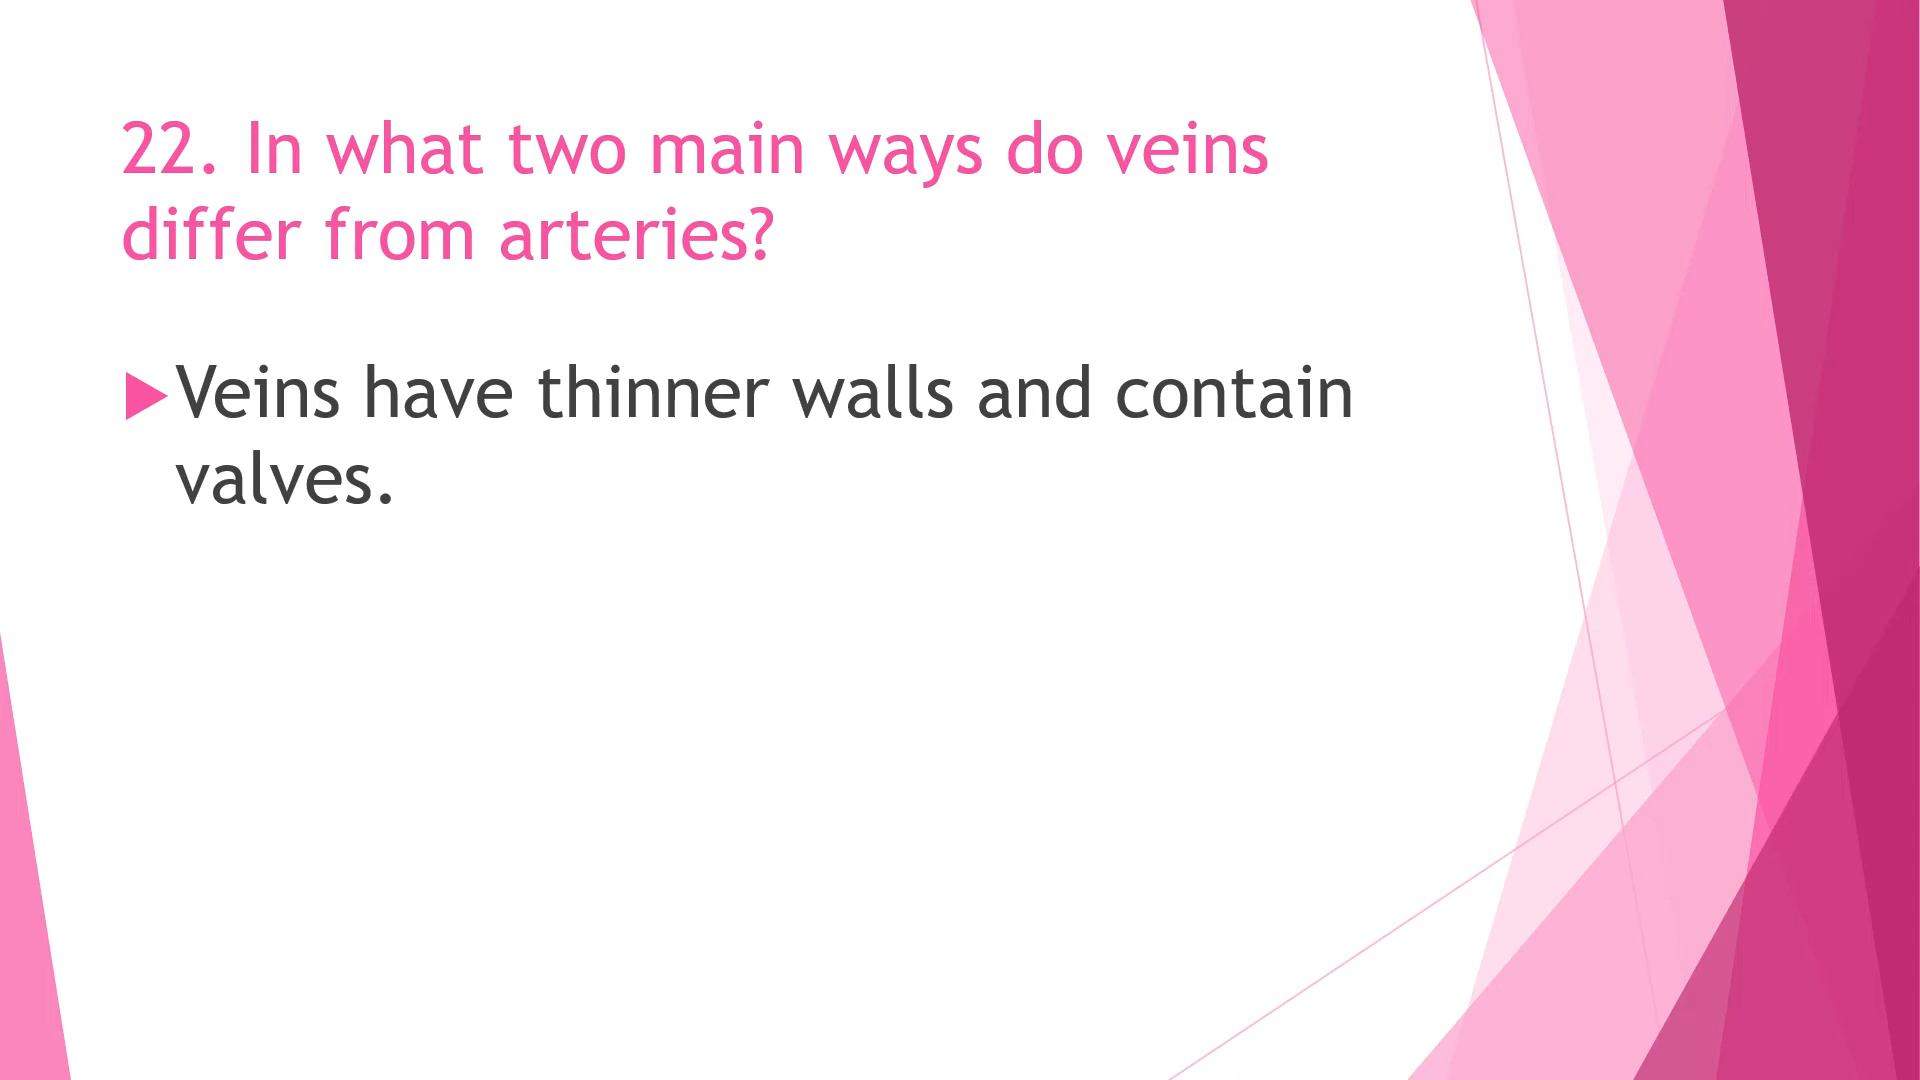 22. In what two main ways do veins
differ from arteries?
Veins have thinner walls and contain
valves.